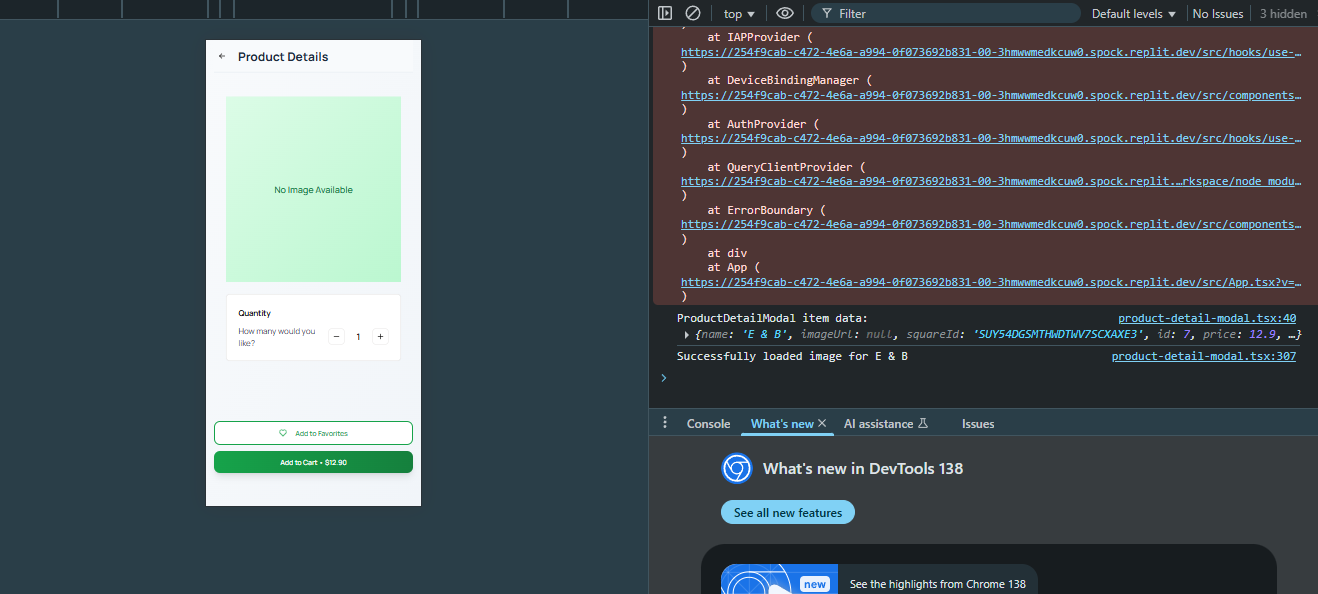 ← Product Details
No Image Available
Quantity
How many would you
like?
− 1 +
Add to Favorites
Add to Cart • $12.90
top ▼ Filter Default levels ▼ No Issues 3 hidden
at IAPProvider (
https://254f9cab-c472-4e6a-a994-0f073692b831-00-3hmwwmedkcuw0.spock.replit.dev/src/hooks/use-…
)
at DeviceBindingManager (
https://254f9cab-c472-4e6a-a994-0f073692b831-00-3hmwwmedkcuw0.spock.replit.dev/src/components…
)
at AuthProvider (
https://254f9cab-c472-4e6a-a994-0f073692b831-00-3hmwwmedkcuw0.spock.replit.dev/src/hooks/use-…
)
at QueryClientProvider (
https://254f9cab-c472-4e6a-a994-0f073692b831-00-3hmwwmedkcuw0.spock.replit.…rkspace/node_modu…
)
at ErrorBoundary (
https://254f9cab-c472-4e6a-a994-0f073692b831-00-3hmwwmedkcuw0.spock.replit.dev/src/components…
)
at div
at App (
https://254f9cab-c472-4e6a-a994-0f073692b831-00-3hmwwmedkcuw0.spock.replit.dev/src/App.tsx?v=…
)
ProductDetailModal item data: product-detail-modal.tsx:40
▶ {name: 'E & B', imageUrl: null, squareId: 'SUY54DGSMTHWDTWV7SCXAXE3', id: 7, price: 12.9, …}
Successfully loaded image for E & B product-detail-modal.tsx:307
>
Console What's new × AI assistance Issues
What's new in DevTools 138
See all new features
new See the highlights from Chrome 138